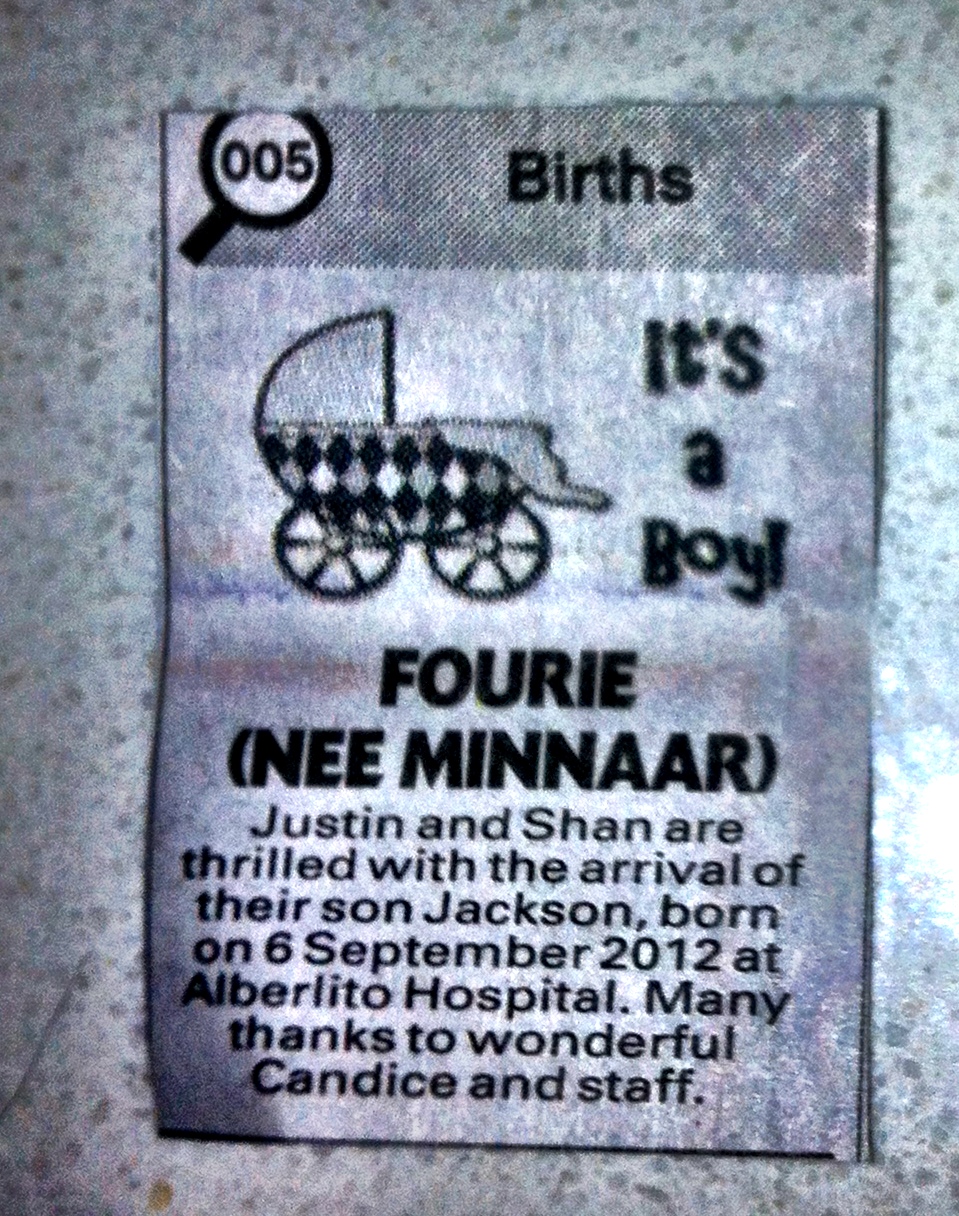 005
Births
It's
a
Boy!
FOURIE
(NEE MINNAAR)
Justin and Shan are
thrilled with the arrival of
their son Jackson, born
on 6 September 2012 at
Alberlito Hospital. Many
thanks to wonderful
Candice and staff.